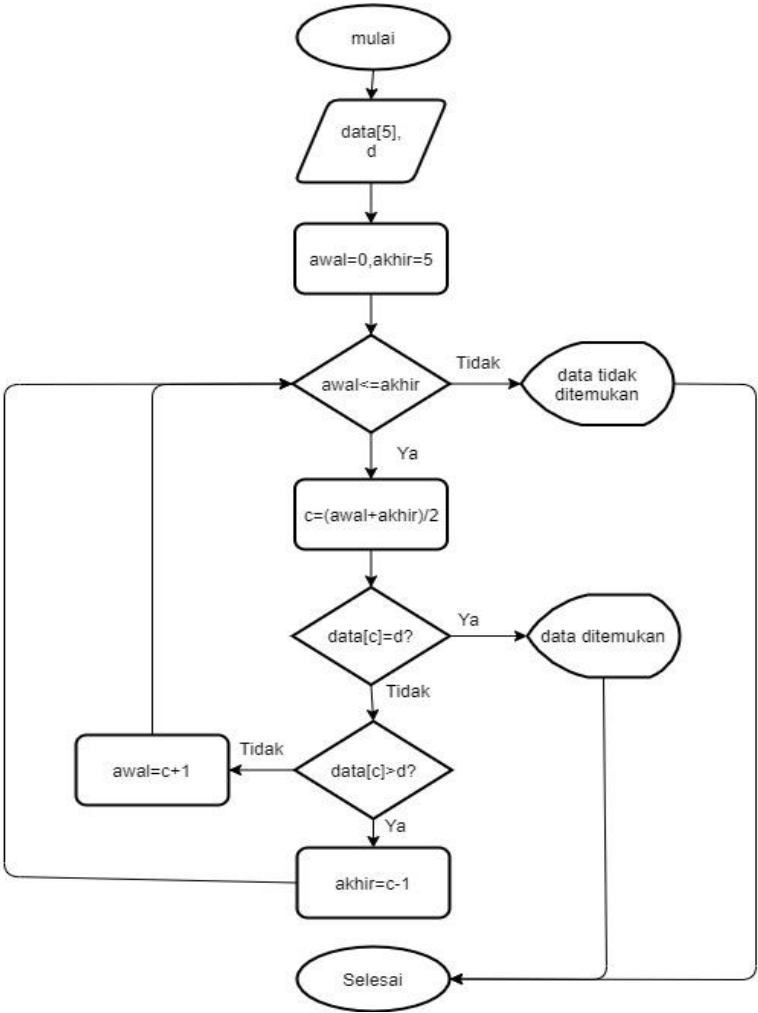 mulai
data[5],
d
awal=0,akhir=5
awal<=akhir
Tidak
data tidak
ditemukan
Ya
c=(awal+akhir)/2
data[c]=d?
Ya
data ditemukan
Tidak
data[c]>d?
Tidak
awal=c+1
Ya
akhir=c-1
Selesai